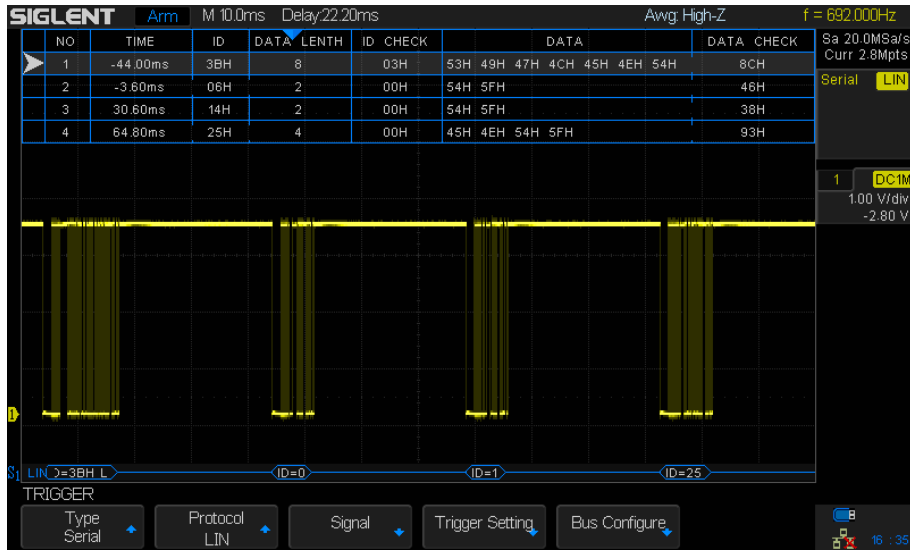 SIGLENT Arm M 10.0ms Delay:22.20ms Awg: High-Z f = 692.000Hz
NO TIME ID DATA LENTH ID CHECK DATA DATA CHECK
1 -44.00ms 3BH 8 03H 53H 49H 47H 4CH 45H 4EH 54H 8CH
2 -3.60ms 06H 2 00H 54H 5FH 46H
3 30.60ms 14H 2 00H 54H 5FH 38H
4 64.80ms 25H 4 00H 45H 4EH 54H 5FH 93H
Sa 20.0MSa/s
Curr 2.8Mpts
Serial LIN
1 DC1M
1.00 V/div
-2.80 V
1
S1 LIN D=3BH L ID=0 ID=1 ID=25
TRIGGER
Type Serial
Protocol LIN
Signal
Trigger Setting
Bus Configure
16 : 35